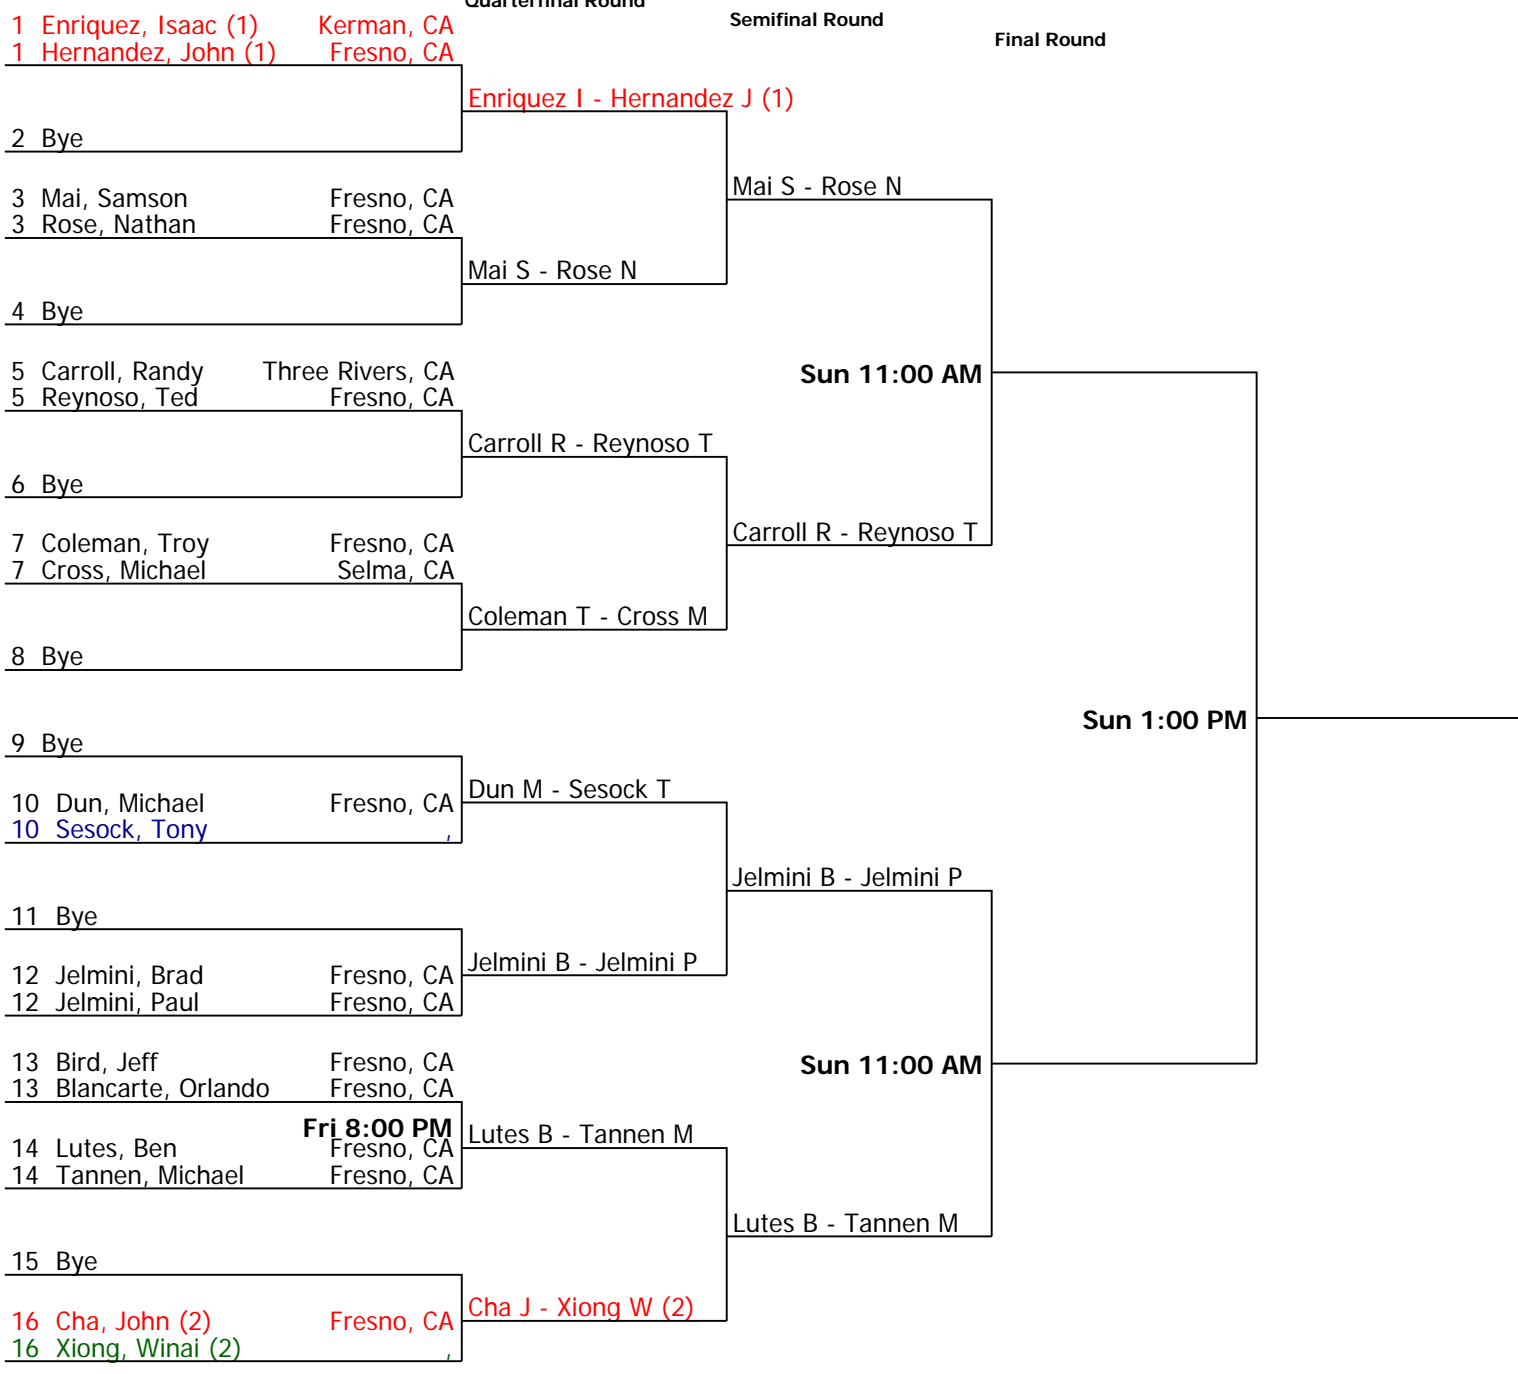 Quarterfinal Round
Semifinal Round
Final Round
1 Enriquez, Isaac (1) Kerman, CA
1 Hernandez, John (1) Fresno, CA
Enriquez I - Hernandez J (1)
2 Bye
3 Mai, Samson Fresno, CA
3 Rose, Nathan Fresno, CA
Mai S - Rose N
Mai S - Rose N
4 Bye
5 Carroll, Randy Three Rivers, CA
5 Reynoso, Ted Fresno, CA
Sun 11:00 AM
Carroll R - Reynoso T
6 Bye
7 Coleman, Troy Fresno, CA
7 Cross, Michael Selma, CA
Carroll R - Reynoso T
Coleman T - Cross M
8 Bye
Sun 1:00 PM
9 Bye
10 Dun, Michael Fresno, CA
10 Sesock, Tony ,
Dun M - Sesock T
Jelmini B - Jelmini P
11 Bye
12 Jelmini, Brad Fresno, CA
12 Jelmini, Paul Fresno, CA
Jelmini B - Jelmini P
13 Bird, Jeff Fresno, CA
13 Blancarte, Orlando Fresno, CA
Sun 11:00 AM
Fri 8:00 PM
14 Lutes, Ben Fresno, CA
14 Tannen, Michael Fresno, CA
Lutes B - Tannen M
Lutes B - Tannen M
15 Bye
16 Cha, John (2) Fresno, CA
16 Xiong, Winai (2) ,
Cha J - Xiong W (2)